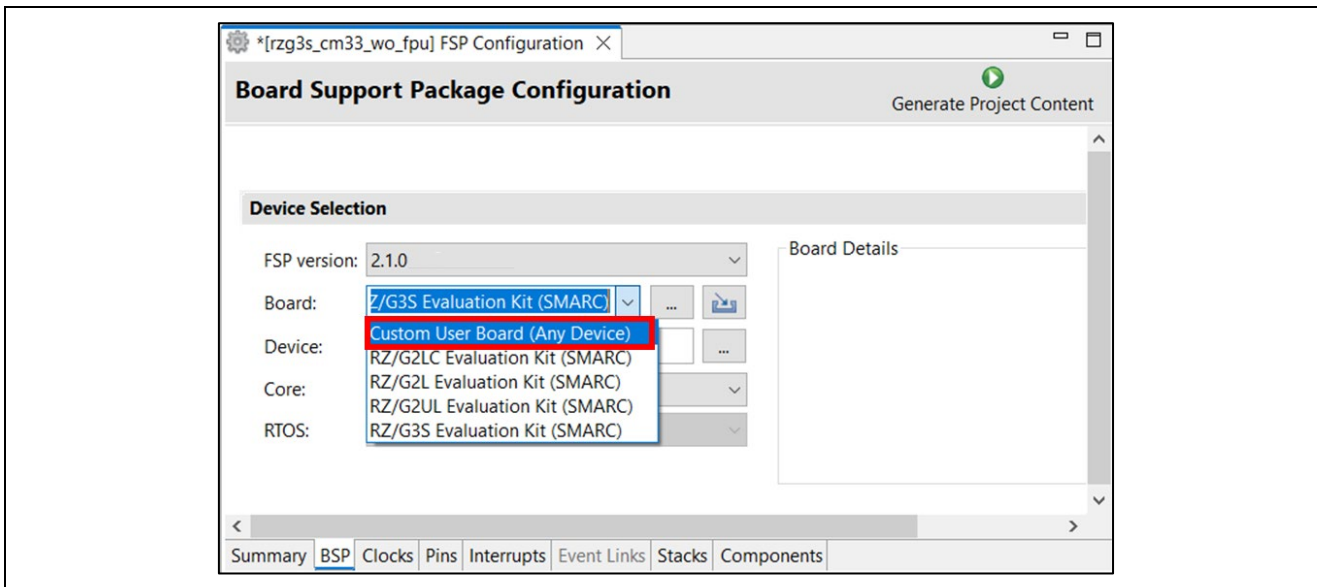 *[rzg3s_cm33_wo_fpu] FSP Configuration
Board Support Package Configuration
Generate Project Content
Device Selection
FSP version: 2.1.0
Board Details
Board: Z/G3S Evaluation Kit (SMARC) ...
Custom User Board (Any Device)
Device: ...
RZ/G2LC Evaluation Kit (SMARC)
RZ/G2L Evaluation Kit (SMARC)
Core:
RZ/G2UL Evaluation Kit (SMARC)
RTOS: RZ/G3S Evaluation Kit (SMARC)
Summary BSP Clocks Pins Interrupts Event Links Stacks Components